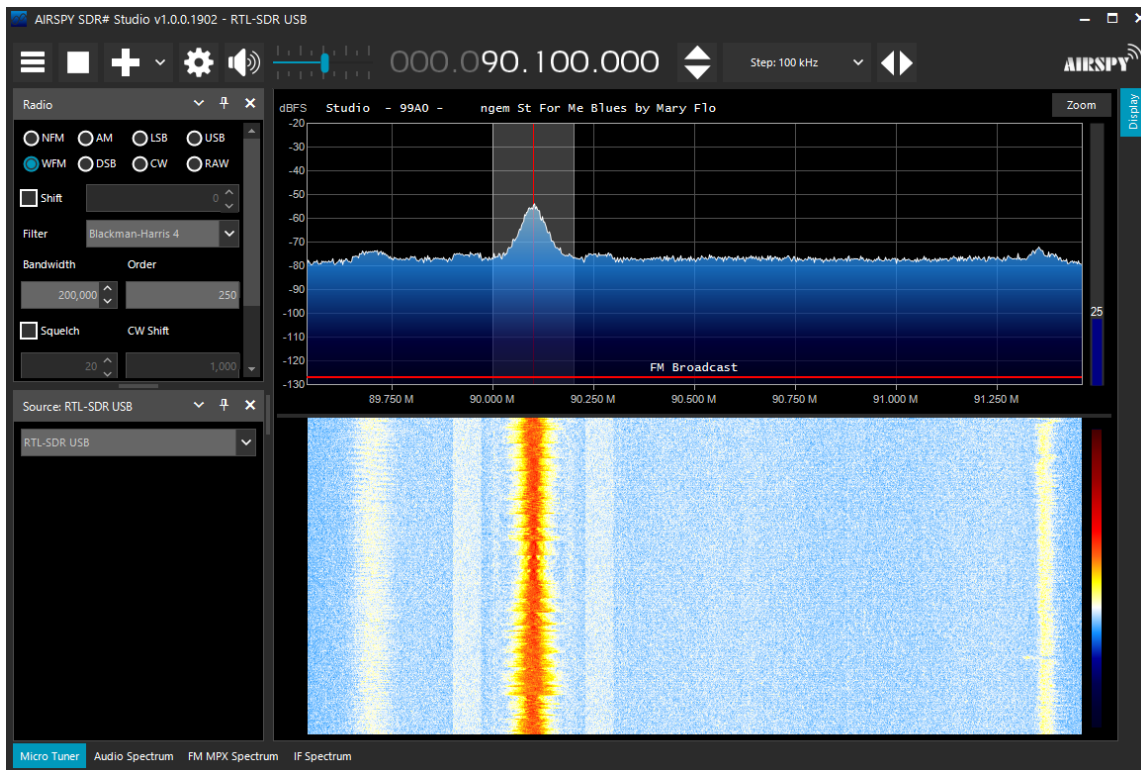 AIRSPY SDR# Studio v1.0.0.1902 - RTL-SDR USB
000.090.100.000
Step: 100 kHz
AIRSPY
Radio
NFM AM LSB USB
WFM DSB CW RAW
Shift 0
Filter Blackman-Harris 4
Bandwidth Order
200,000 250
Squelch CW Shift
20 1,000
Source: RTL-SDR USB
RTL-SDR USB
dBFS Studio - 99A0 - ngem St For Me Blues by Mary Flo
Zoom
Display
-20
-30
-40
-50
-60
-70
-80
-90
-100
-110
-120
-130
25
FM Broadcast
89.750 M 90.000 M 90.250 M 90.500 M 90.750 M 91.000 M 91.250 M
Micro Tuner Audio Spectrum FM MPX Spectrum IF Spectrum